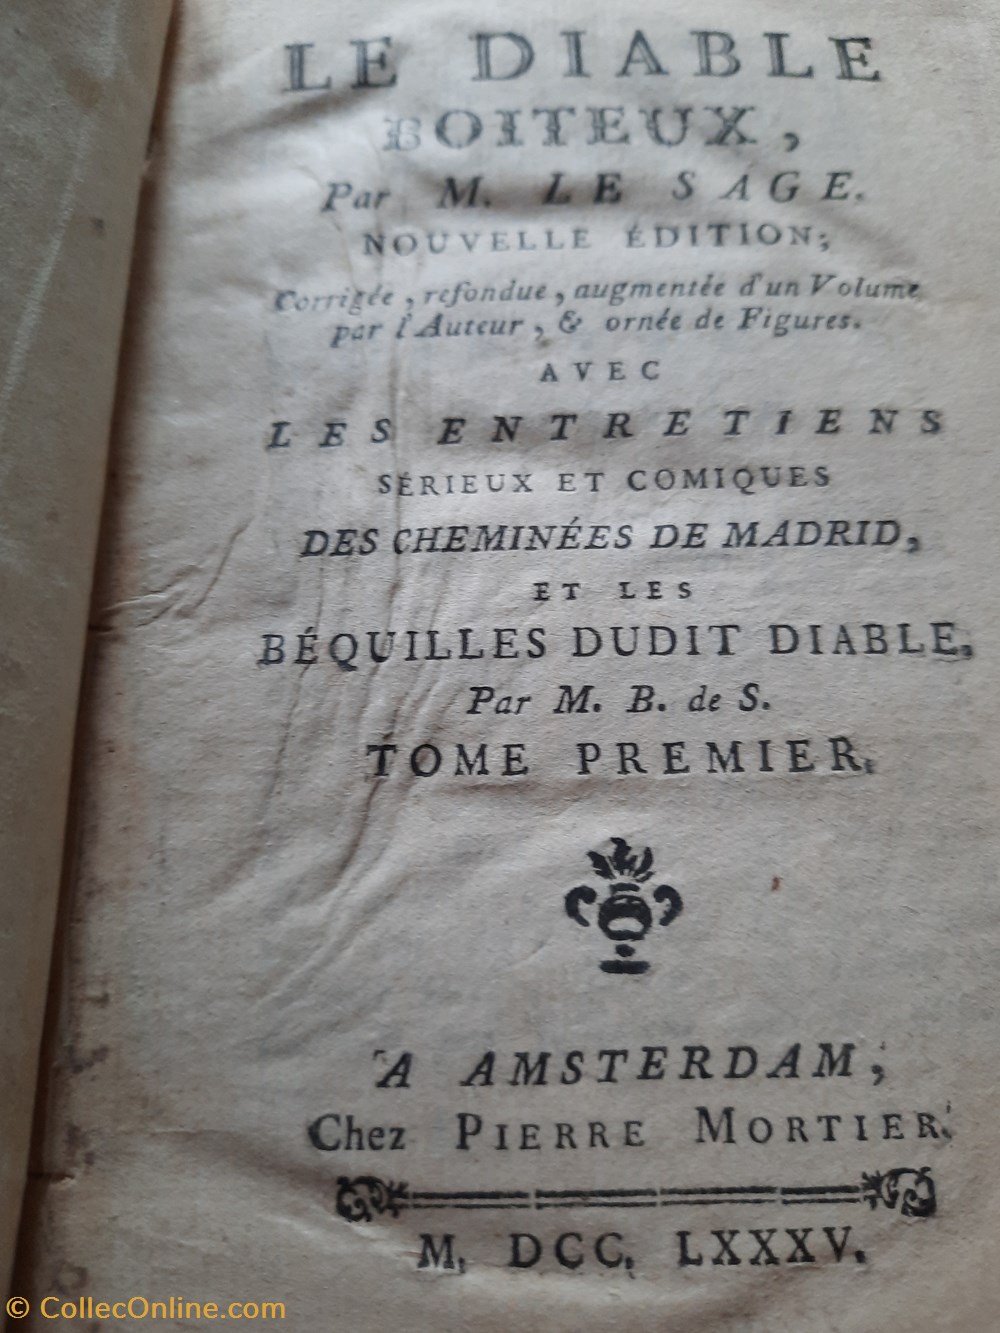 LE DIABLE
BOITEUX,
Par M. LE SAGE.
NOUVELLE ÉDITION;
Corrigée, refondue, augmentée d'un Volume
par l'Auteur, & ornée de Figures.
AVEC
LES ENTRETIENS
SÉRIEUX ET COMIQUES
DES CHEMINÉES DE MADRID,
ET LES
BÉQUILLES DUDIT DIABLE,
Par M. B. de S.
TOME PREMIER.
A AMSTERDAM,
Chez PIERRE MORTIER.
M. DCC. LXXXV.
© CollecOnline.com